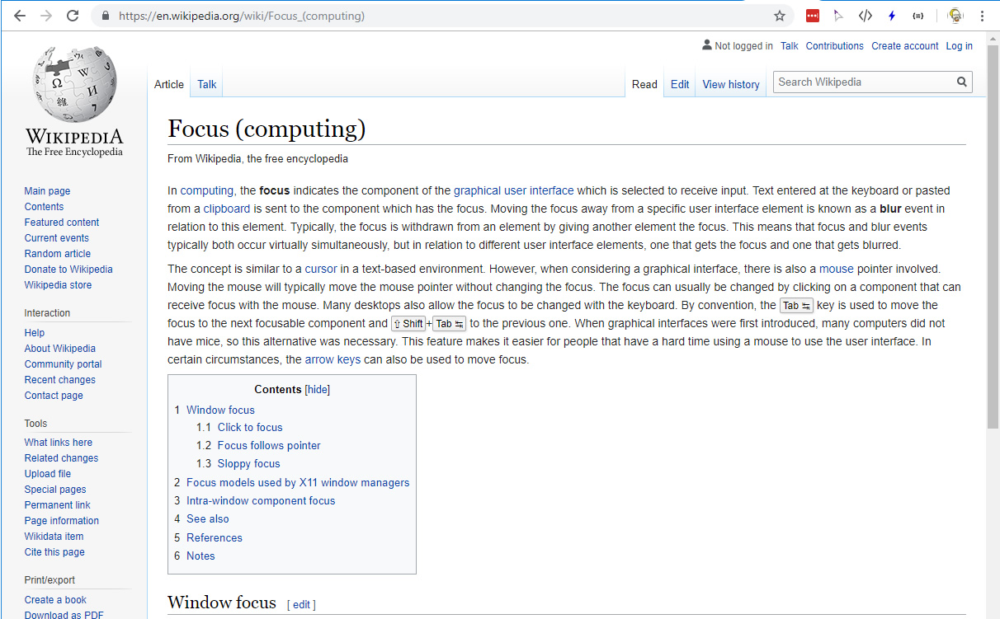 https://en.wikipedia.org/wiki/Focus_(computing)
Not logged in Talk Contributions Create account Log in
Article Talk Read Edit View history Search Wikipedia
WIKIPEDIA
The Free Encyclopedia
Main page
Contents
Featured content
Current events
Random article
Donate to Wikipedia
Wikipedia store
Interaction
Help
About Wikipedia
Community portal
Recent changes
Contact page
Tools
What links here
Related changes
Upload file
Special pages
Permanent link
Page information
Wikidata item
Cite this page
Print/export
Create a book
Download as PDF
Focus (computing)
From Wikipedia, the free encyclopedia
In computing, the focus indicates the component of the graphical user interface which is selected to receive input. Text entered at the keyboard or pasted
from a clipboard is sent to the component which has the focus. Moving the focus away from a specific user interface element is known as a blur event in
relation to this element. Typically, the focus is withdrawn from an element by giving another element the focus. This means that focus and blur events
typically both occur virtually simultaneously, but in relation to different user interface elements, one that gets the focus and one that gets blurred.
The concept is similar to a cursor in a text-based environment. However, when considering a graphical interface, there is also a mouse pointer involved.
Moving the mouse will typically move the mouse pointer without changing the focus. The focus can usually be changed by clicking on a component that can
receive focus with the mouse. Many desktops also allow the focus to be changed with the keyboard. By convention, the Tab ↹ key is used to move the
focus to the next focusable component and ⇧ Shift+Tab ↹ to the previous one. When graphical interfaces were first introduced, many computers did not
have mice, so this alternative was necessary. This feature makes it easier for people that have a hard time using a mouse to use the user interface. In
certain circumstances, the arrow keys can also be used to move focus.
Contents [hide]
1 Window focus
1.1 Click to focus
1.2 Focus follows pointer
1.3 Sloppy focus
2 Focus models used by X11 window managers
3 Intra-window component focus
4 See also
5 References
6 Notes
Window focus [ edit ]